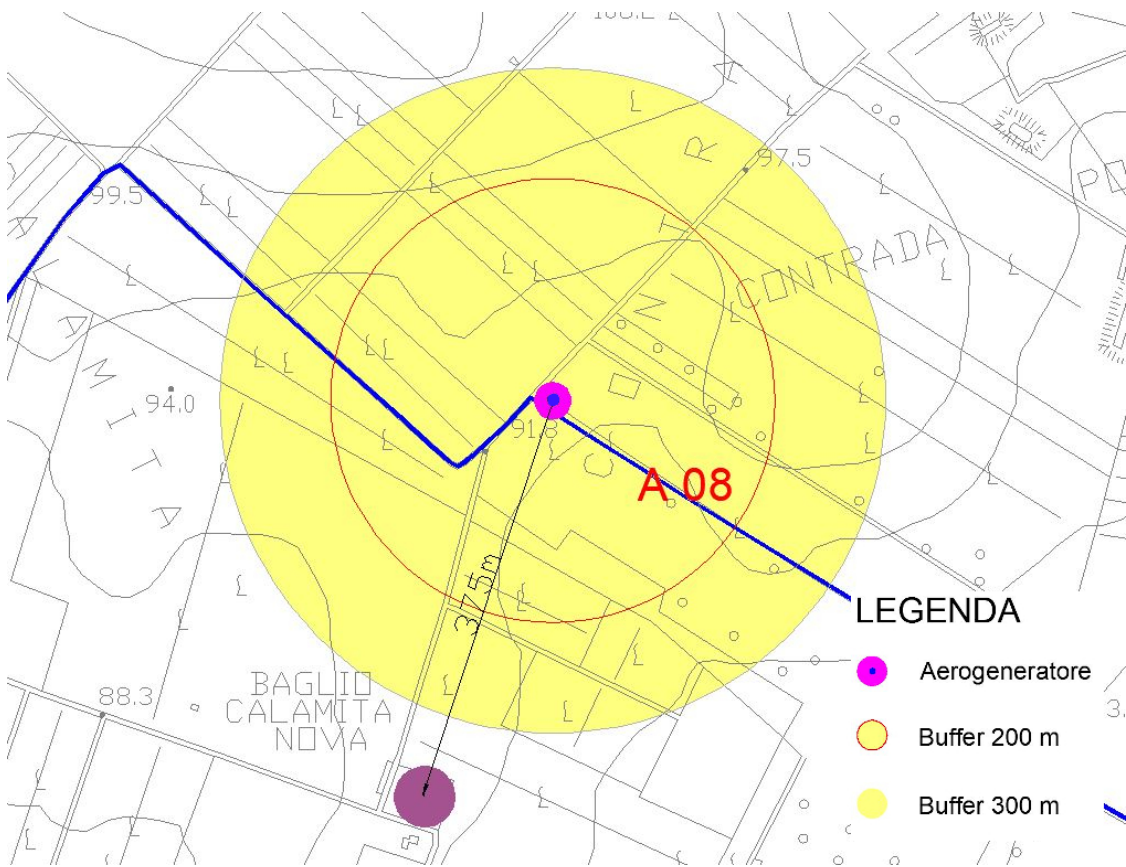 99.5
97.5
CONTRADA
94.0
91.8
A 08
375m
BAGLIO
CALAMITA
NOVA
88.3
LEGENDA
Aerogeneratore
Buffer 200 m
Buffer 300 m